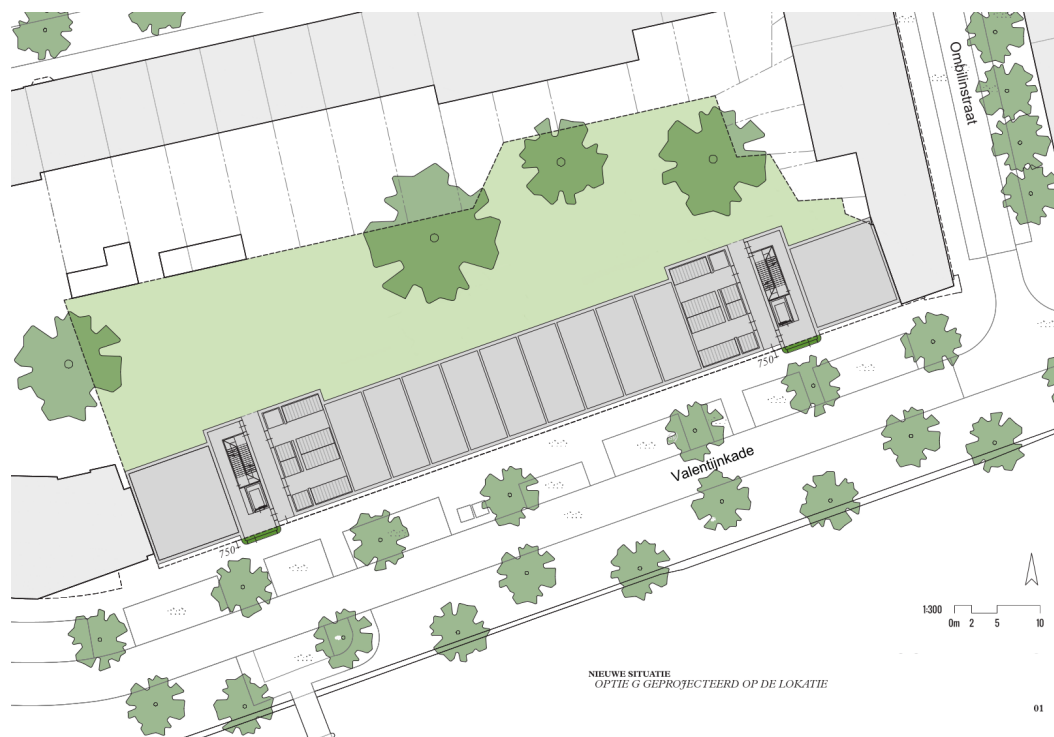 Ombilinstraat
750
Valentijnkade
750
1:300
0m 2 5 10
NIEUWE SITUATIE
OPTIE G GEPROJECTEERD OP DE LOKATIE
01